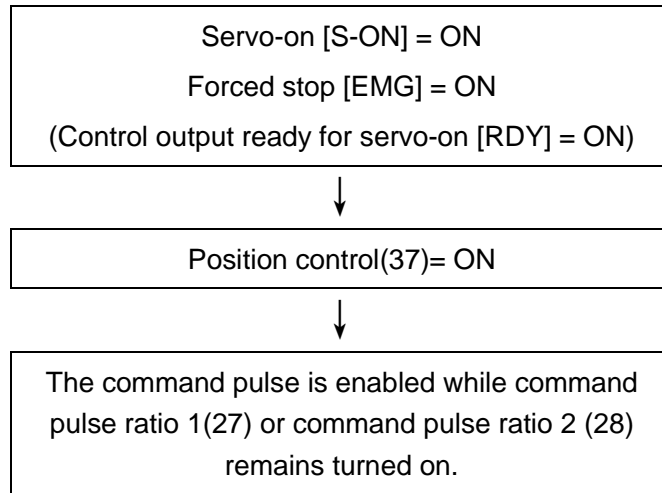 Servo-on [S-ON] = ON
Forced stop [EMG] = ON
(Control output ready for servo-on [RDY] = ON)
Position control(37)= ON
The command pulse is enabled while command
pulse ratio 1(27) or command pulse ratio 2 (28)
remains turned on.